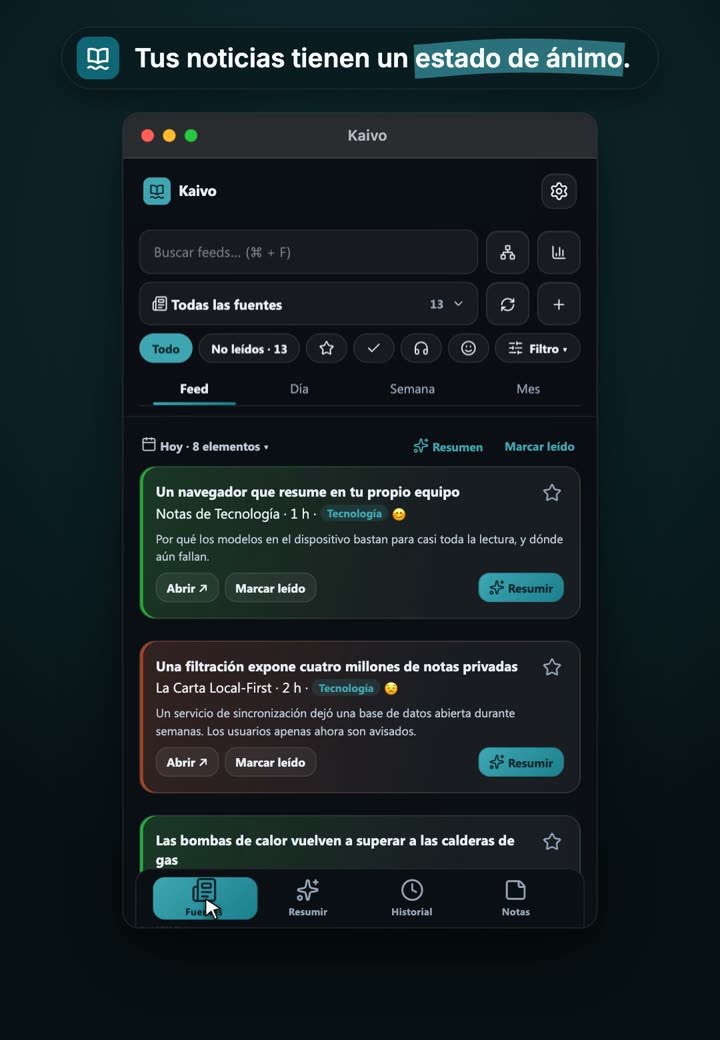 Tus noticias tienen un estado de ánimo.
Kaivo
Kaivo
Buscar feeds... (⌘ + F)
Todas las fuentes 13
Todo No leídos · 13 Filtro ▾
Feed Día Semana Mes
Hoy · 8 elementos ▾ Resumen Marcar leído
Un navegador que resume en tu propio equipo
Notas de Tecnología · 1 h · Tecnología 😊
Por qué los modelos en el dispositivo bastan para casi toda la lectura, y dónde
aún fallan.
Abrir ↗ Marcar leído Resumir
Una filtración expone cuatro millones de notas privadas
La Carta Local-First · 2 h · Tecnología 😟
Un servicio de sincronización dejó una base de datos abierta durante
semanas. Los usuarios apenas ahora son avisados.
Abrir ↗ Marcar leído Resumir
Las bombas de calor vuelven a superar a las calderas de
gas
Resumir Historial Notas